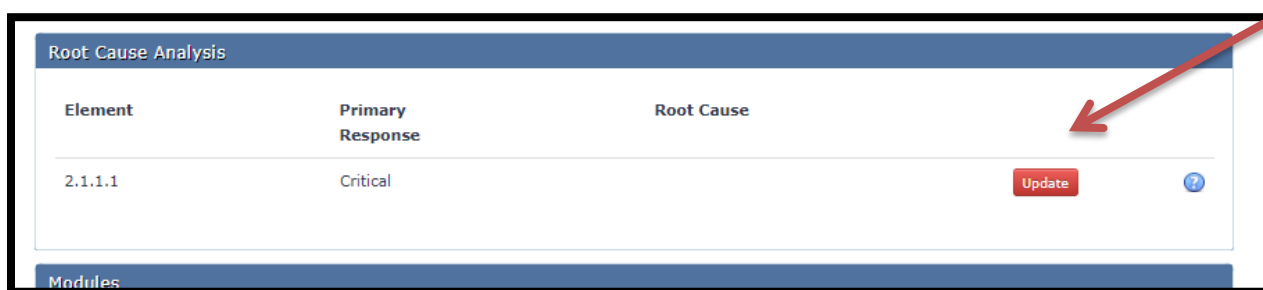 Root Cause Analysis
Element Primary Root Cause
Response
2.1.1.1 Critical Update ?
Modules